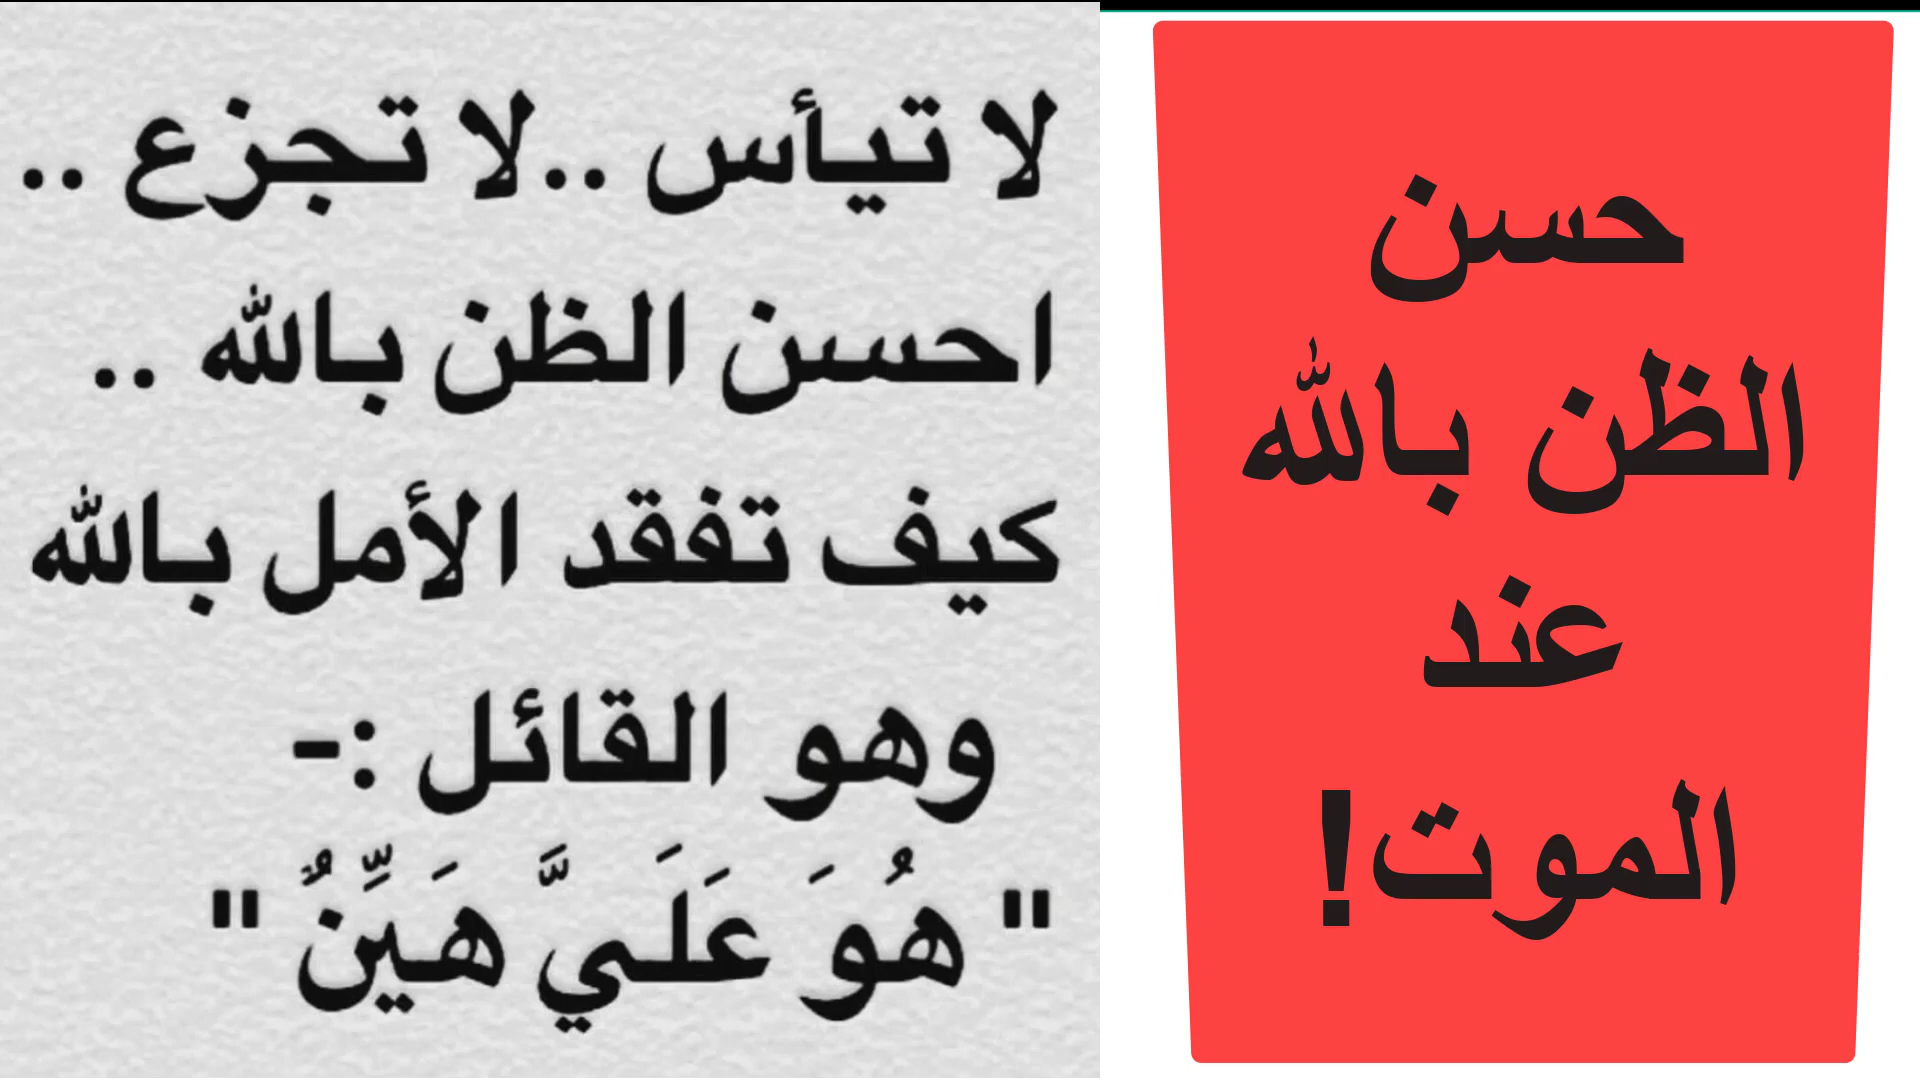 لا تيأس ..لا تجزع ..
احسن الظن بالله ..
كيف تفقد الأمل بالله
وهو القائل :-
" هُوَ عَلَيَّ هَيِّنٌ "
حسن
الظن بالله
عند
الموت!